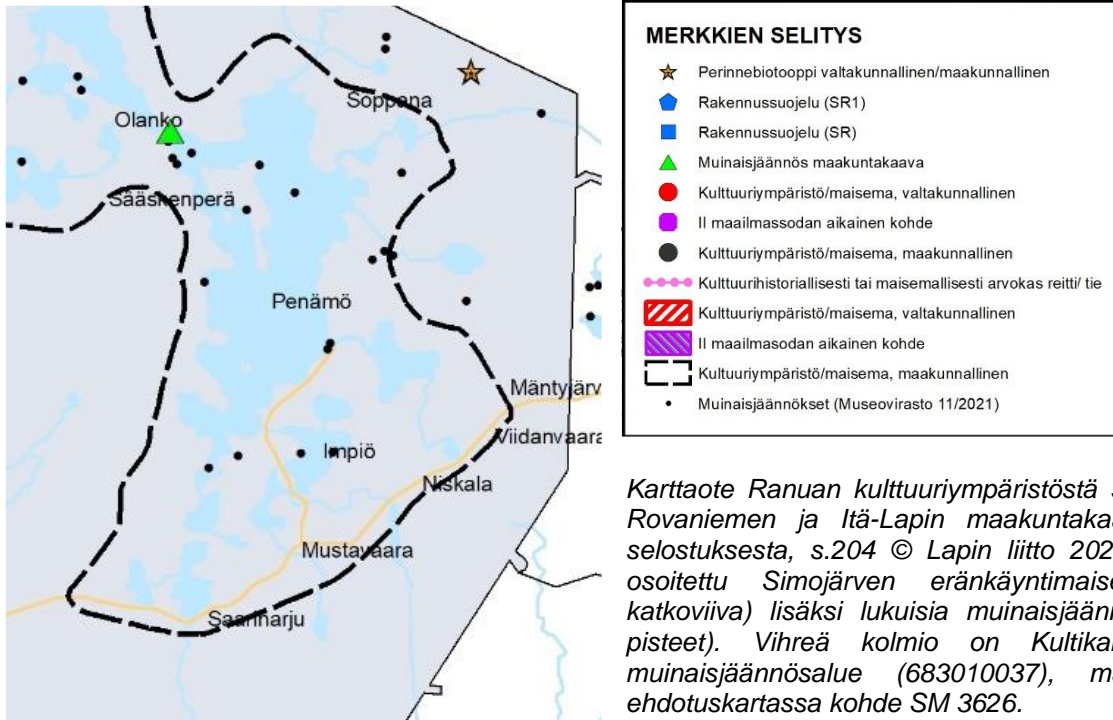 Soppana
Olanko
Sääskenperä
Penämö
Mäntyjärv
Viidanvaara
Impiö
Niskala
Mustavaara
Saariharju
MERKKIEN SELITYS
Perinnebiotooppi valtakunnallinen/maakunnallinen
Rakennussuojelu (SR1)
Rakennussuojelu (SR)
Muinaisjäännös maakuntakaava
Kulttuuriympäristö/maisema, valtakunnallinen
II maailmassodan aikainen kohde
Kulttuuriympäristö/maisema, maakunnallinen
Kulttuurihistoriallisesti tai maisemallisesti arvokas reitti/ tie
Kulttuuriympäristö/maisema, valtakunnallinen
II maailmasodan aikainen kohde
Kultuuriympäristö/maisema, maakunnallinen
Muinaisjäännökset (Museovirasto 11/2021)
Karttaote Ranuan kulttuuriympäristöstä
Rovaniemen ja Itä-Lapin maakuntakaa
selostuksesta, s.204 © Lapin liitto 202
osoitettu Simojärven eränkäyntimaise
katkoviiva) lisäksi lukuisia muinaisjäänn
pisteet). Vihreä kolmio on Kultika
muinaisjäännösalue (683010037), ma
ehdotuskartassa kohde SM 3626.